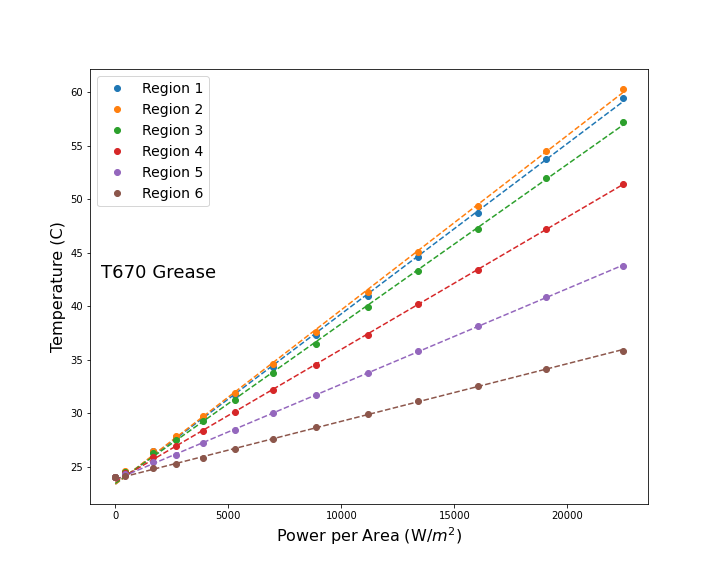 Region 1
Region 2
Region 3
Region 4
Region 5
Region 6
T670 Grease
Temperature (C)
60
55
50
45
40
35
30
25
0 5000 10000 15000 20000
Power per Area (W/m²)